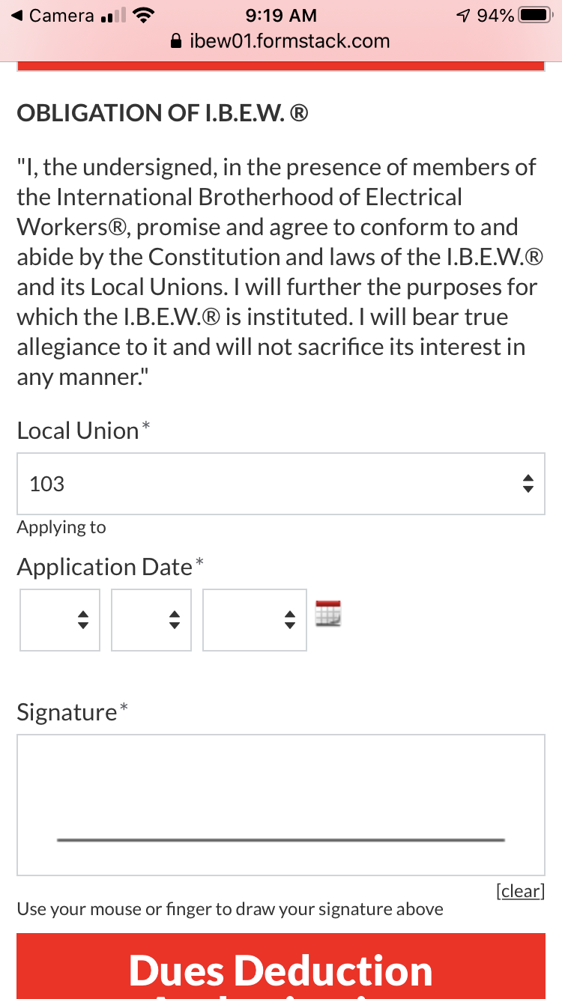 Camera
9:19 AM
94%
ibew01.formstack.com
OBLIGATION OF I.B.E.W. ®
"I, the undersigned, in the presence of members of
the International Brotherhood of Electrical
Workers®, promise and agree to conform to and
abide by the Constitution and laws of the I.B.E.W.®
and its Local Unions. I will further the purposes for
which the I.B.E.W.® is instituted. I will bear true
allegiance to it and will not sacrifice its interest in
any manner."
Local Union*
103
Applying to
Application Date*
Signature*
[clear]
Use your mouse or finger to draw your signature above
Dues Deduction